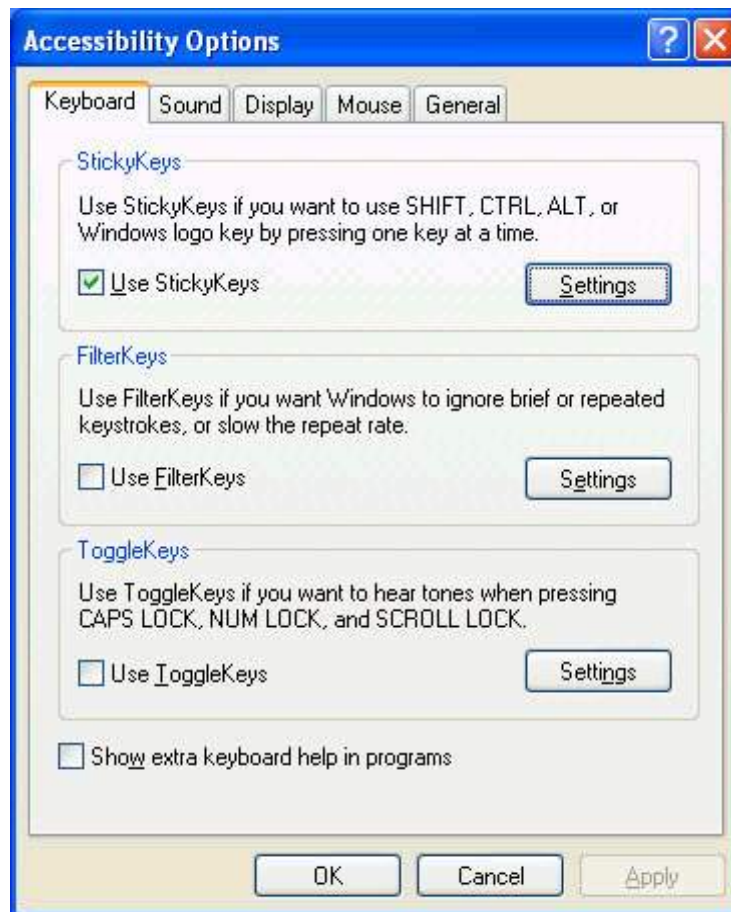 Accessibility Options
Keyboard Sound Display Mouse General
StickyKeys
Use StickyKeys if you want to use SHIFT, CTRL, ALT, or
Windows logo key by pressing one key at a time.
Use StickyKeys Settings
FilterKeys
Use FilterKeys if you want Windows to ignore brief or repeated
keystrokes, or slow the repeat rate.
Use FilterKeys Settings
ToggleKeys
Use ToggleKeys if you want to hear tones when pressing
CAPS LOCK, NUM LOCK, and SCROLL LOCK.
Use ToggleKeys Settings
Show extra keyboard help in programs
OK Cancel Apply